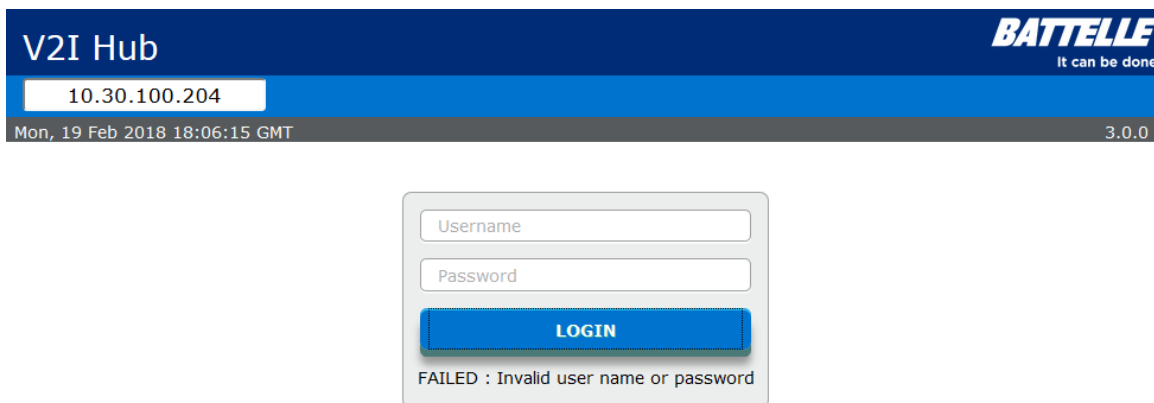 V2I Hub
BATTELLE
It can be done
10.30.100.204
Mon, 19 Feb 2018 18:06:15 GMT
3.0.0
Username
Password
LOGIN
FAILED : Invalid user name or password